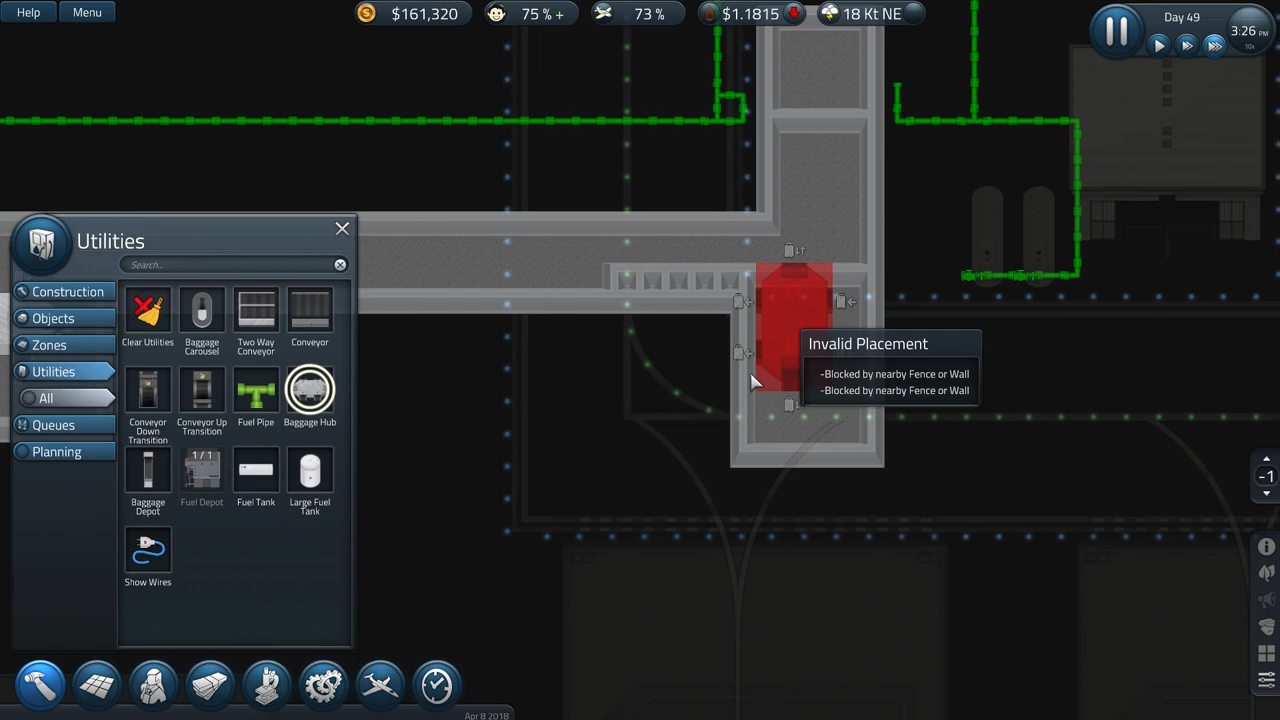 Help
Menu
$161,320
75 % +
73 %
$1.1815
18 Kt NE
Day 49
3:26 PM
10x
Utilities
Search...
Construction
Objects
Zones
Utilities
All
Queues
Planning
Clear Utilities
Baggage
Carousel
Two Way
Conveyor
Conveyor
Conveyor
Down
Transition
Conveyor Up
Transition
Fuel Pipe
Baggage Hub
Baggage
Depot
1 / 1
Fuel Depot
Fuel Tank
Large Fuel
Tank
Show Wires
Invalid Placement
-Blocked by nearby Fence or Wall
-Blocked by nearby Fence or Wall
-1
Apr 8 2018